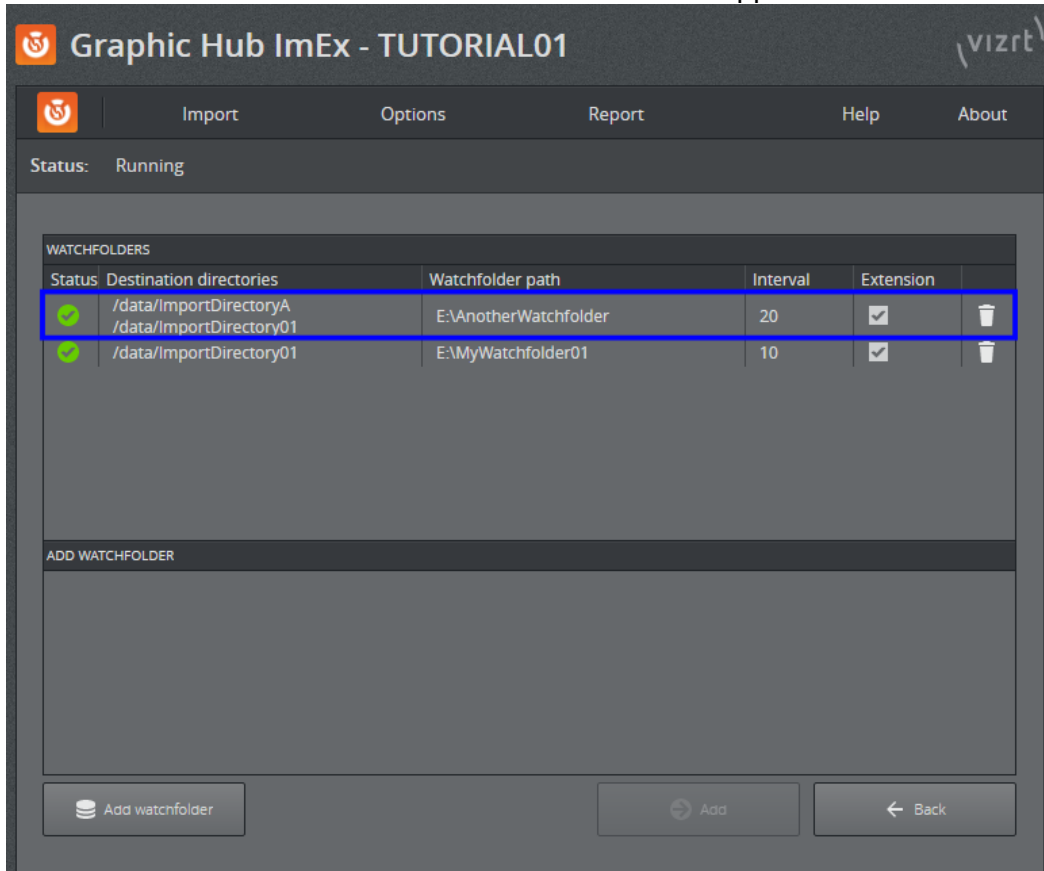 Graphic Hub ImEx - TUTORIAL01
vizrt
Import Options Report Help About
Status: Running
WATCHFOLDERS
Status Destination directories Watchfolder path Interval Extension
/data/ImportDirectoryA
/data/ImportDirectory01 E:\AnotherWatchfolder 20
/data/ImportDirectory01 E:\MyWatchfolder01 10
ADD WATCHFOLDER
Add watchfolder Add Back